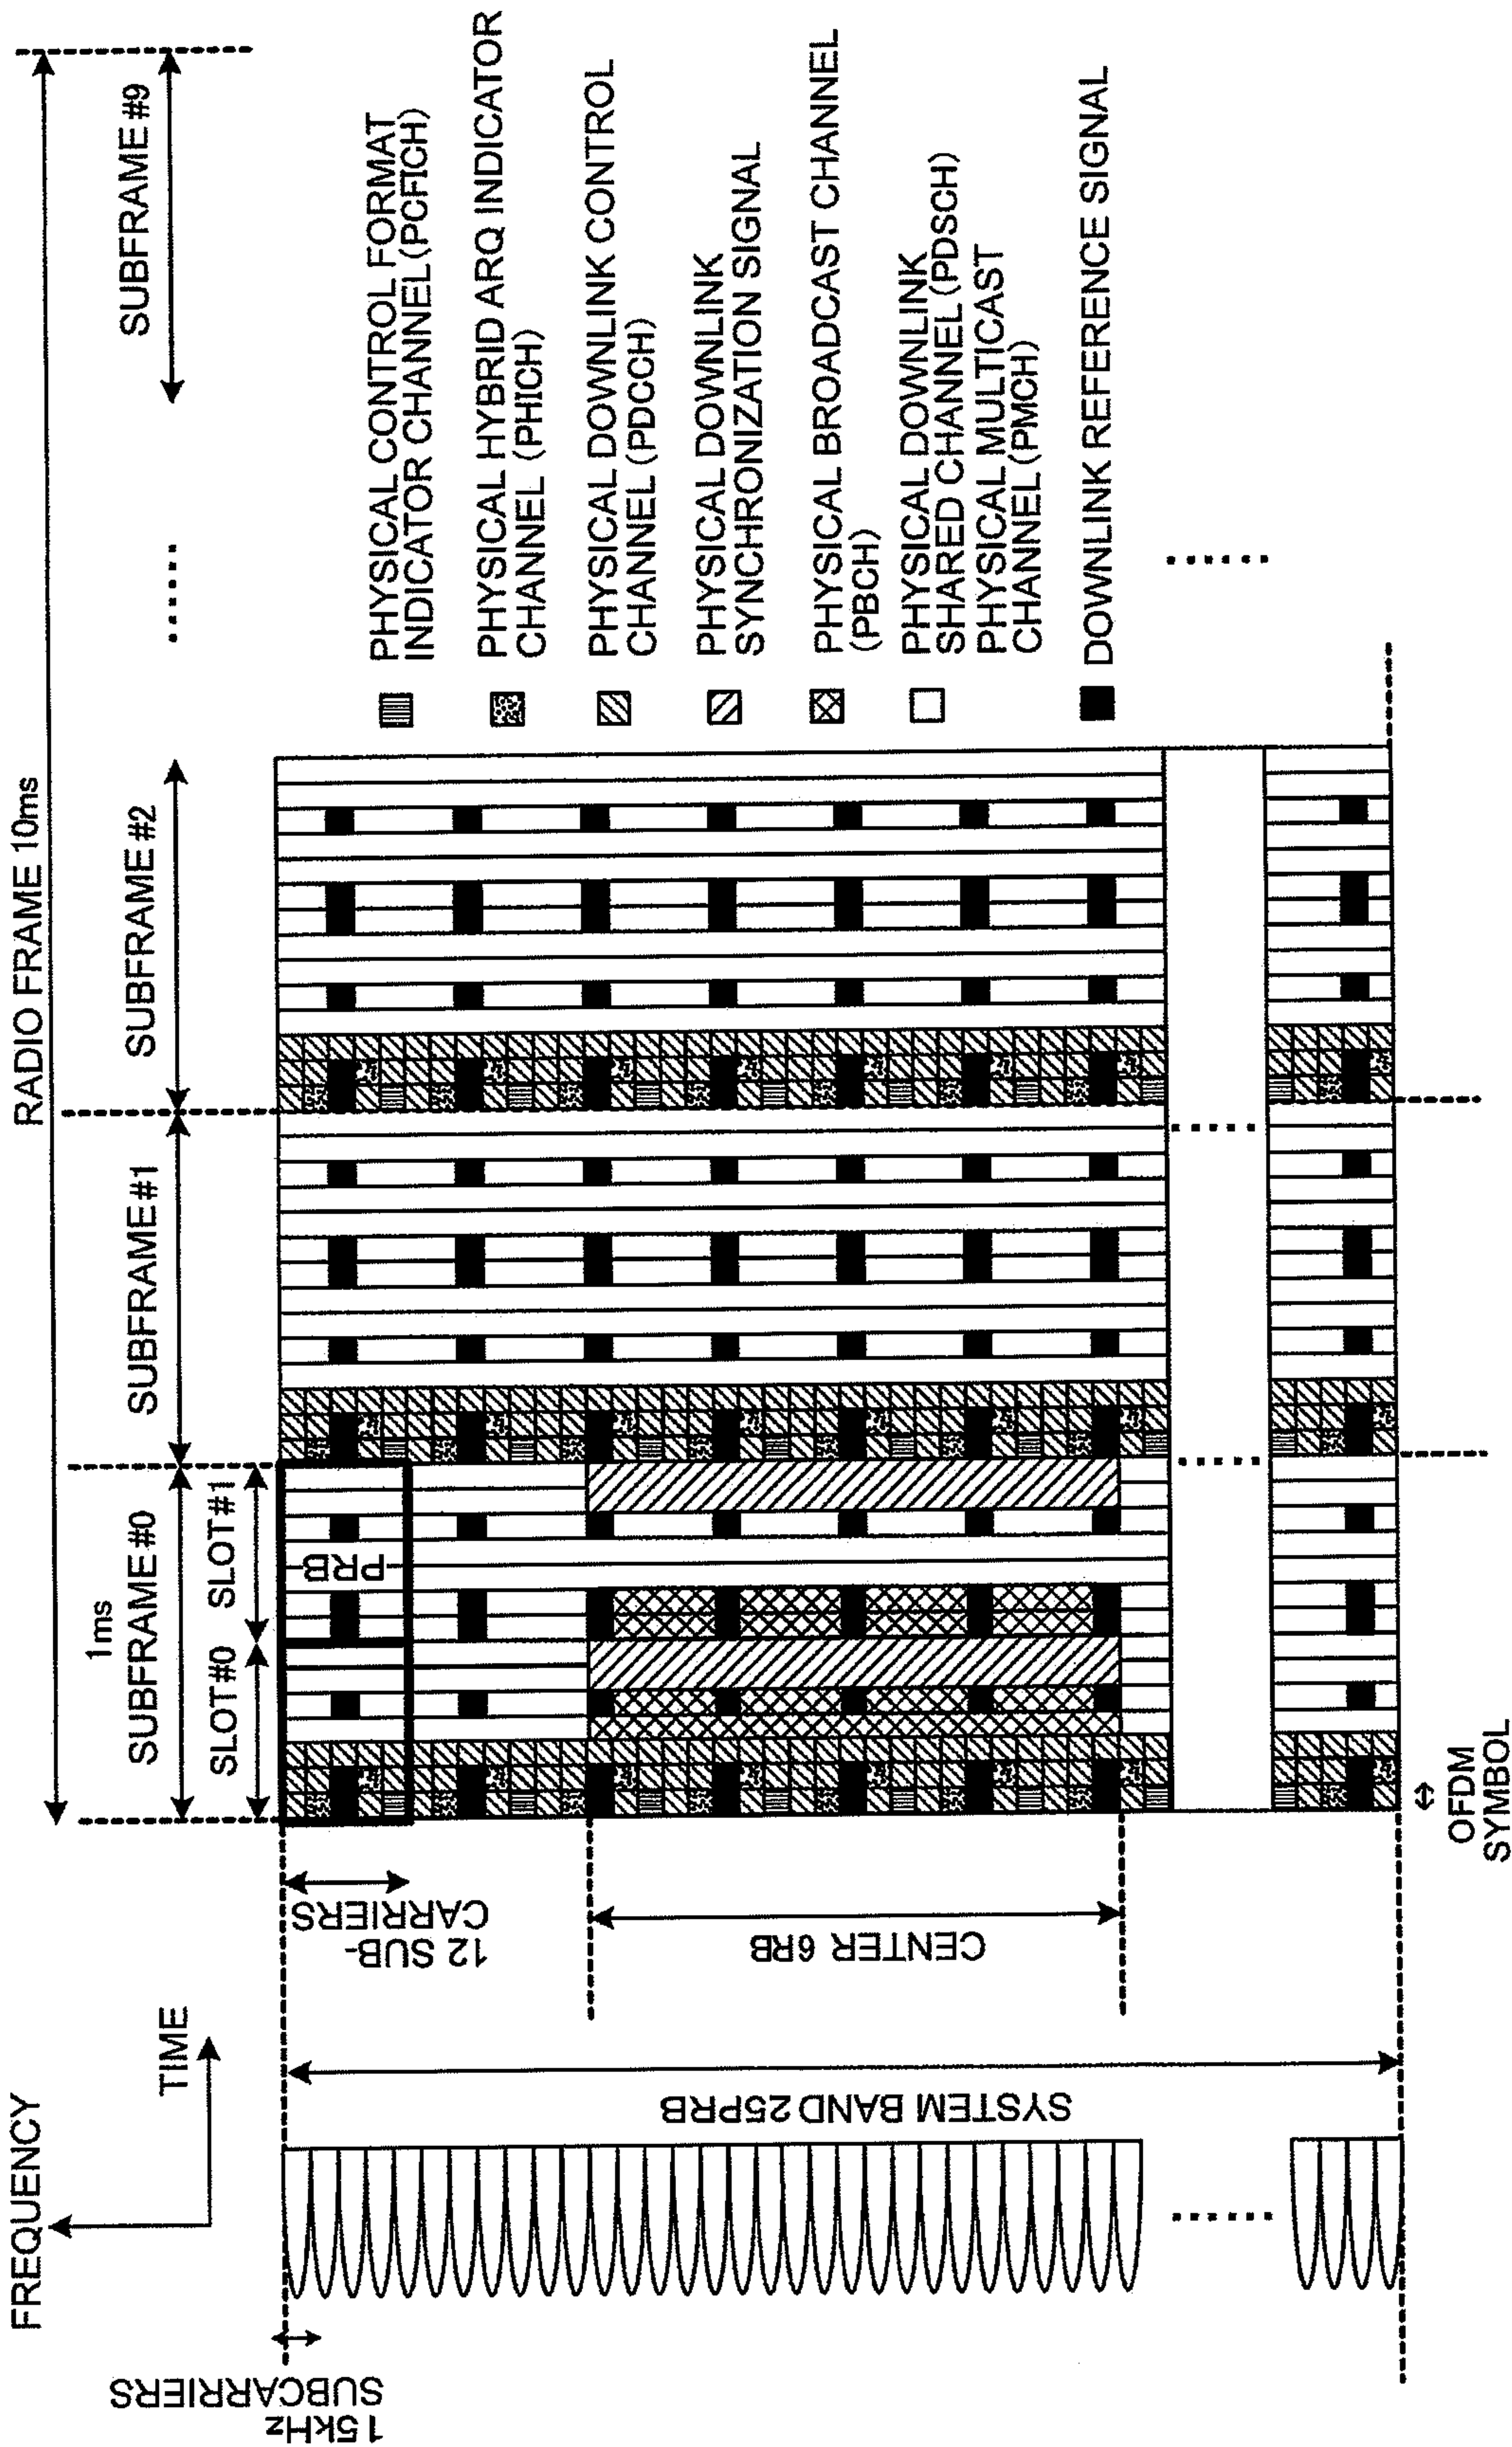 RADIO FRAME 10ms
1ms
SUBFRAME #0
SUBFRAME #1
SUBFRAME #2
SUBFRAME #9
SLOT#0
SLOT#1
PRB
FREQUENCY
TIME
15kHz
SUBCARRIERS
SYSTEM BAND 25PRB
12 SUB-
CARRIERS
CENTER 6RB
OFDM
SYMBOL
PHYSICAL CONTROL FORMAT
INDICATOR CHANNEL(PCFICH)
PHYSICAL HYBRID ARQ INDICATOR
CHANNEL (PHICH)
PHYSICAL DOWNLINK CONTROL
CHANNEL (PDCCH)
PHYSICAL DOWNLINK
SYNCHRONIZATION SIGNAL
PHYSICAL BROADCAST CHANNEL
(PBCH)
PHYSICAL DOWNLINK
SHARED CHANNEL(PDSCH)
PHYSICAL MULTICAST
CHANNEL(PMCH)
DOWNLINK REFERENCE SIGNAL